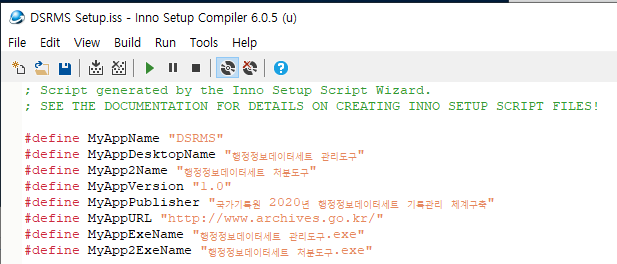 DSRMS Setup.iss - Inno Setup Compiler 6.0.5 (u)
File Edit View Build Run Tools Help
; Script generated by the Inno Setup Script Wizard.
; SEE THE DOCUMENTATION FOR DETAILS ON CREATING INNO SETUP SCRIPT FILES!
#define MyAppName "DSRMS"
#define MyAppDesktopName "행정정보데이터세트 관리도구"
#define MyApp2Name "행정정보데이터세트 처분도구"
#define MyAppVersion "1.0"
#define MyAppPublisher "국가기록원 2020년 행정정보데이터세트 기록관리 체계구축"
#define MyAppURL "http://www.archives.go.kr/"
#define MyAppExeName "행정정보데이터세트 관리도구.exe"
#define MyApp2ExeName "행정정보데이터세트 처분도구.exe"